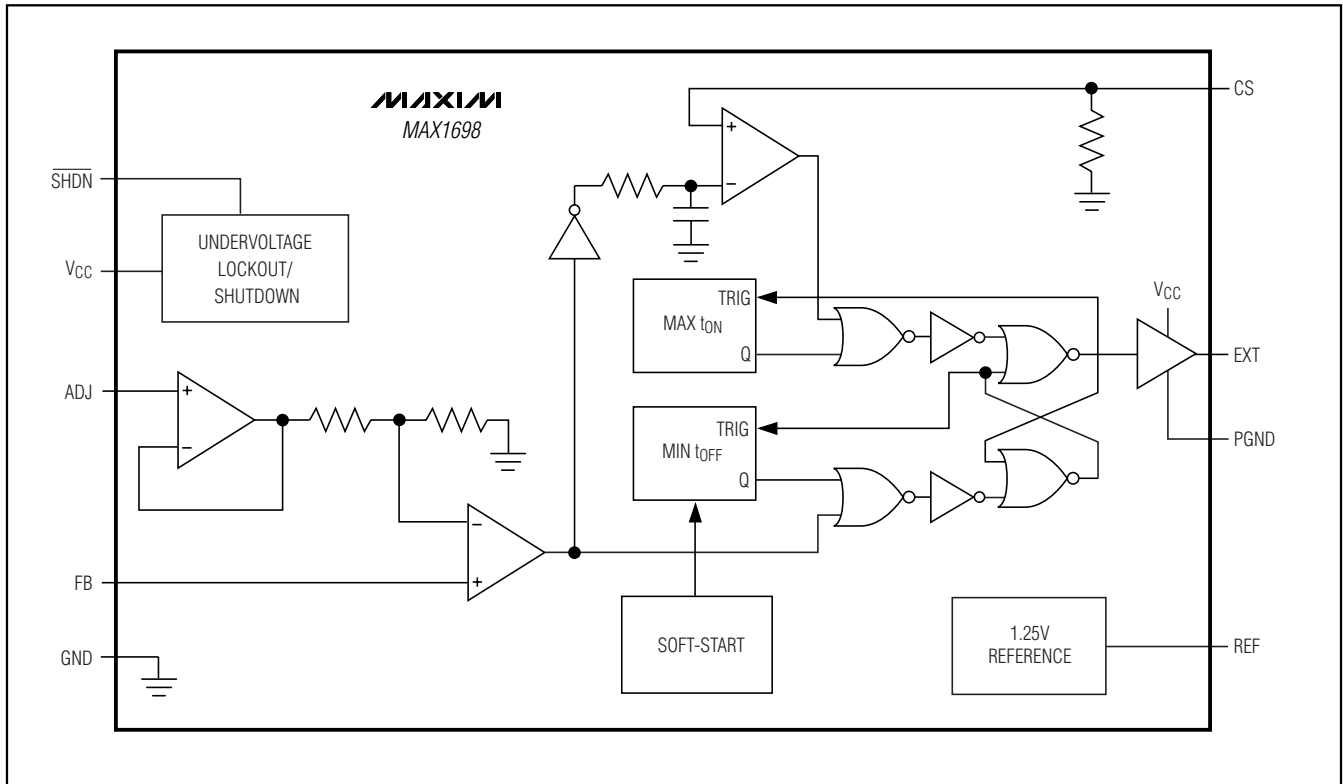 MAXIM
MAX1698
CS
SHDN
UNDERVOLTAGE
LOCKOUT/
SHUTDOWN
VCC
+
−
TRIG
MAX tON
Q
VCC
EXT
ADJ
+
−
TRIG
MIN tOFF
Q
PGND
−
+
FB
SOFT-START
1.25V
REFERENCE
REF
GND